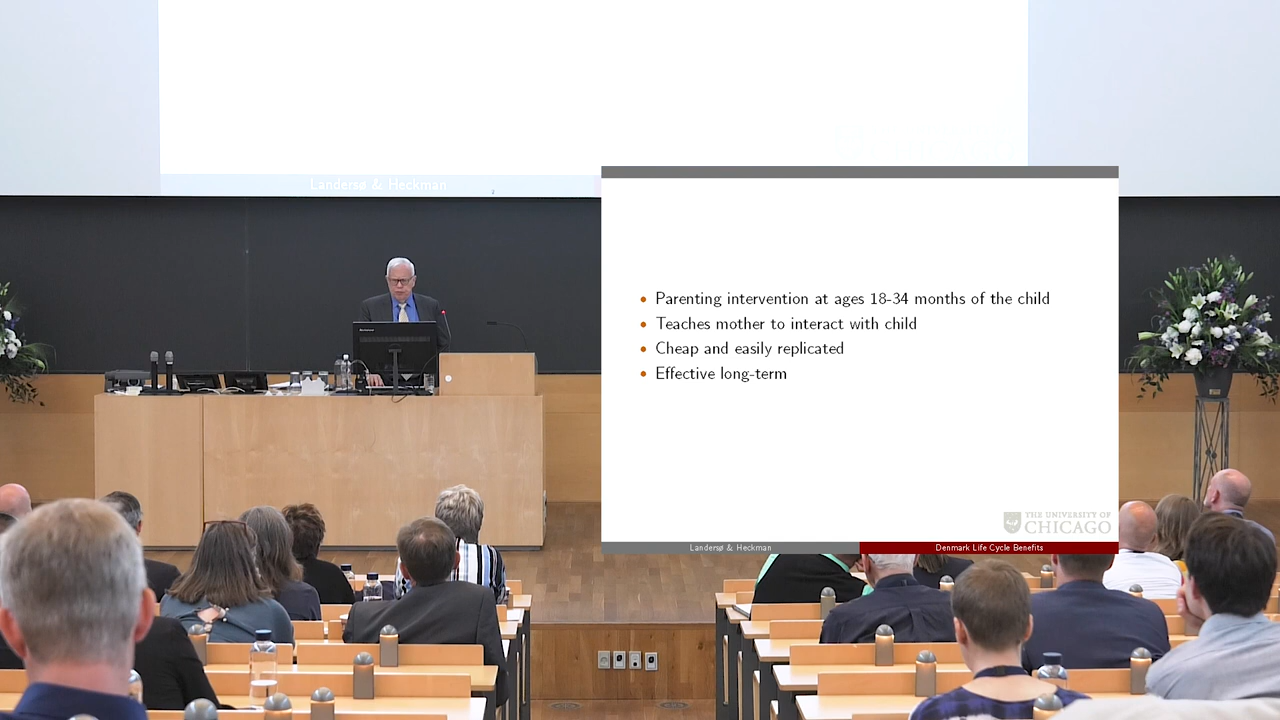 Landersø & Heckman
• Parenting intervention at ages 18-34 months of the child
• Teaches mother to interact with child
• Cheap and easily replicated
• Effective long-term
THE UNIVERSITY OF
CHICAGO
Landersø & Heckman
Denmark Life Cycle Benefits